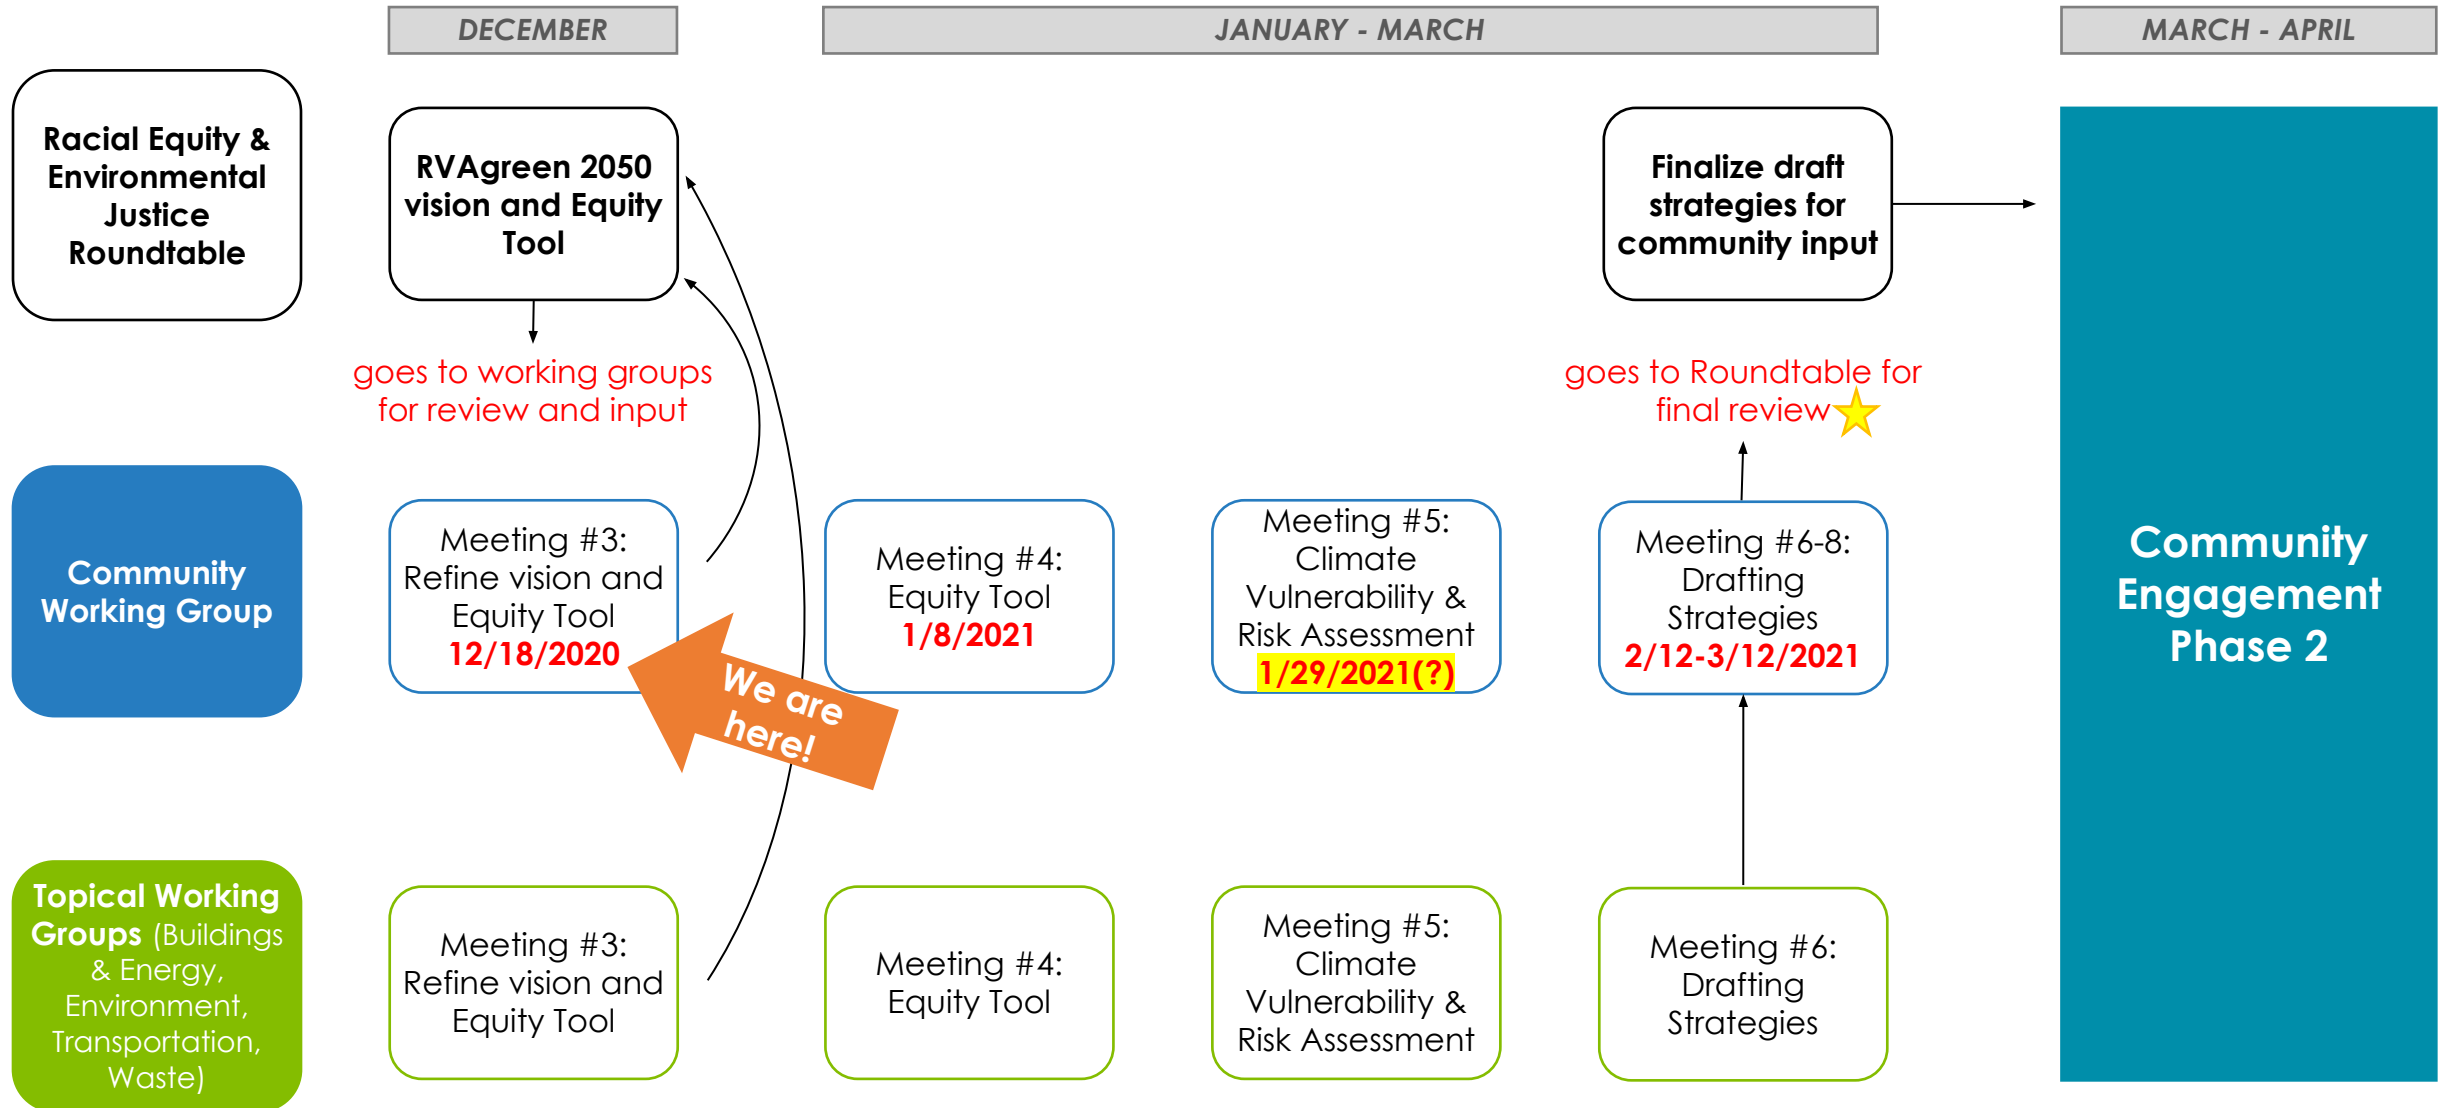 DECEMBER
JANUARY - MARCH
MARCH - APRIL
Racial Equity &
Environmental
Justice
Roundtable
RVAgreen 2050
vision and Equity
Tool
Finalize draft
strategies for
community input
goes to working groups
for review and input
goes to Roundtable for
final review
Community
Working Group
Meeting #3:
Refine vision and
Equity Tool
12/18/2020
We are
here!
Meeting #4:
Equity Tool
1/8/2021
Meeting #5:
Climate
Vulnerability &
Risk Assessment
1/29/2021(?)
Meeting #6-8:
Drafting
Strategies
2/12-3/12/2021
Community
Engagement
Phase 2
Topical Working
Groups (Buildings
& Energy,
Environment,
Transportation,
Waste)
Meeting #3:
Refine vision and
Equity Tool
Meeting #4:
Equity Tool
Meeting #5:
Climate
Vulnerability &
Risk Assessment
Meeting #6:
Drafting
Strategies